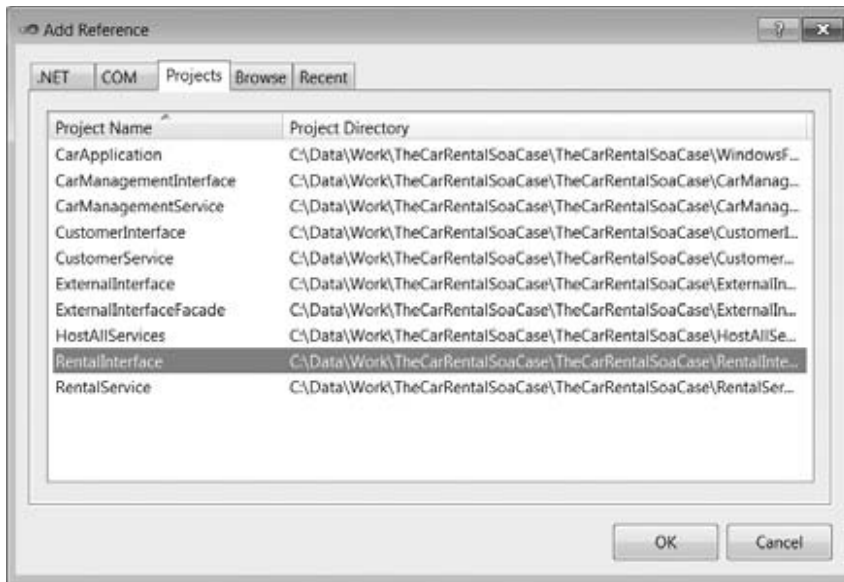 Add Reference
.NET COM Projects Browse Recent
Project Name Project Directory
CarApplication C:\Data\Work\TheCarRentalSoaCase\TheCarRentalSoaCase\WindowsF...
CarManagementInterface C:\Data\Work\TheCarRentalSoaCase\TheCarRentalSoaCase\CarManag...
CarManagementService C:\Data\Work\TheCarRentalSoaCase\TheCarRentalSoaCase\CarManag...
CustomerInterface C:\Data\Work\TheCarRentalSoaCase\TheCarRentalSoaCase\CustomerI...
CustomerService C:\Data\Work\TheCarRentalSoaCase\TheCarRentalSoaCase\Customer...
ExternalInterface C:\Data\Work\TheCarRentalSoaCase\TheCarRentalSoaCase\ExternalIn...
ExternalInterfaceFacade C:\Data\Work\TheCarRentalSoaCase\TheCarRentalSoaCase\ExternalIn...
HostAllServices C:\Data\Work\TheCarRentalSoaCase\TheCarRentalSoaCase\HostAllSe...
RentalInterface C:\Data\Work\TheCarRentalSoaCase\TheCarRentalSoaCase\RentalInte...
RentalService C:\Data\Work\TheCarRentalSoaCase\TheCarRentalSoaCase\RentalSer...
OK Cancel